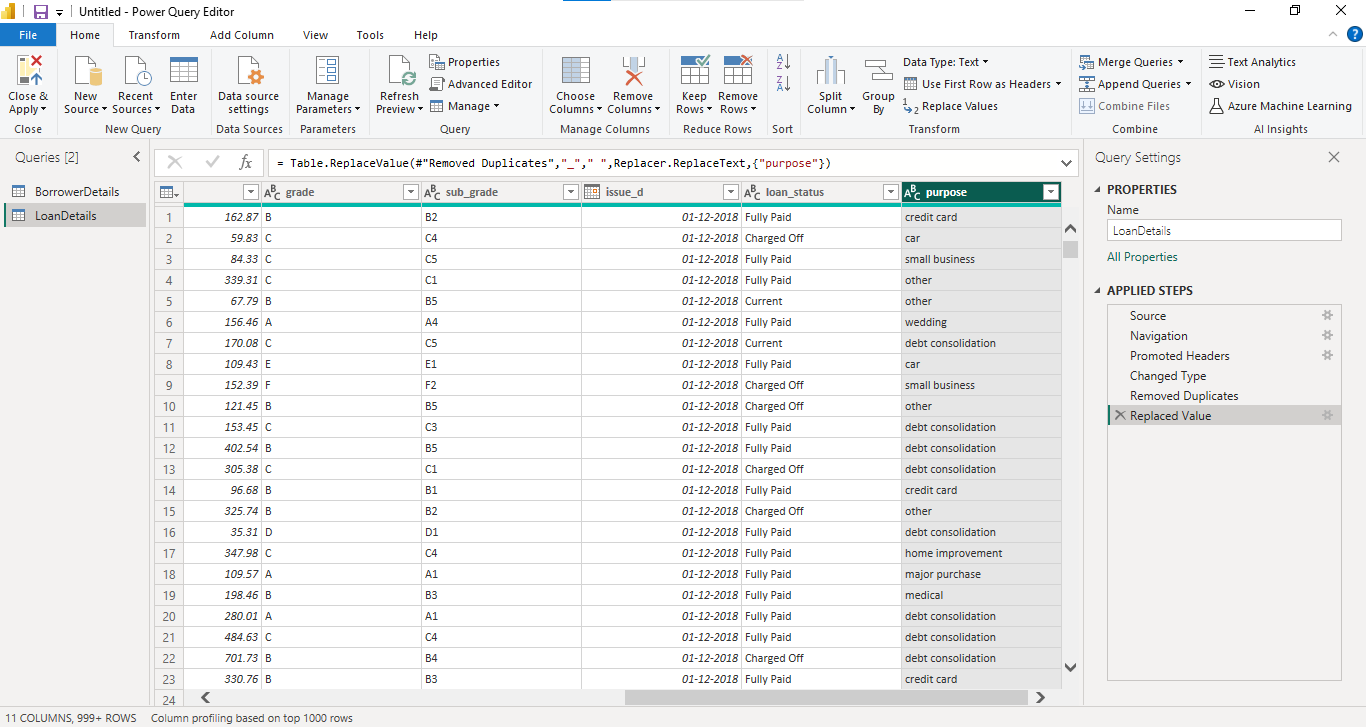 Untitled - Power Query Editor
File Home Transform Add Column View Tools Help
Close & Apply
Close
New Source
Recent Sources
Enter Data
New Query
Data source settings
Data Sources
Manage Parameters
Parameters
Refresh Preview
Properties
Advanced Editor
Manage
Query
Choose Columns
Remove Columns
Manage Columns
Keep Rows
Remove Rows
Reduce Rows
Sort
Split Column
Group By
Data Type: Text
Use First Row as Headers
Replace Values
Transform
Merge Queries
Append Queries
Combine Files
Combine
Text Analytics
Vision
Azure Machine Learning
AI Insights
Queries [2]
BorrowerDetails
LoanDetails
= Table.ReplaceValue(#"Removed Duplicates","_"," ",Replacer.ReplaceText,{"purpose"})
grade sub_grade issue_d loan_status purpose
1 162.87 B B2 01-12-2018 Fully Paid credit card
2 59.83 C C4 01-12-2018 Charged Off car
3 84.33 C C5 01-12-2018 Fully Paid small business
4 339.31 C C1 01-12-2018 Fully Paid other
5 67.79 B B5 01-12-2018 Current other
6 156.46 A A4 01-12-2018 Fully Paid wedding
7 170.08 C C5 01-12-2018 Current debt consolidation
8 109.43 E E1 01-12-2018 Fully Paid car
9 152.39 F F2 01-12-2018 Charged Off small business
10 121.45 B B5 01-12-2018 Charged Off other
11 153.45 C C3 01-12-2018 Fully Paid debt consolidation
12 402.54 B B5 01-12-2018 Fully Paid debt consolidation
13 305.38 C C1 01-12-2018 Charged Off debt consolidation
14 96.68 B B1 01-12-2018 Fully Paid credit card
15 325.74 B B2 01-12-2018 Charged Off other
16 35.31 D D1 01-12-2018 Fully Paid debt consolidation
17 347.98 C C4 01-12-2018 Fully Paid home improvement
18 109.57 A A1 01-12-2018 Fully Paid major purchase
19 198.46 B B3 01-12-2018 Fully Paid medical
20 280.01 A A1 01-12-2018 Fully Paid debt consolidation
21 484.63 C C4 01-12-2018 Fully Paid debt consolidation
22 701.73 B B4 01-12-2018 Charged Off debt consolidation
23 330.76 B B3 01-12-2018 Fully Paid credit card
24
Query Settings
PROPERTIES
Name
LoanDetails
All Properties
APPLIED STEPS
Source
Navigation
Promoted Headers
Changed Type
Removed Duplicates
Replaced Value
11 COLUMNS, 999+ ROWS Column profiling based on top 1000 rows